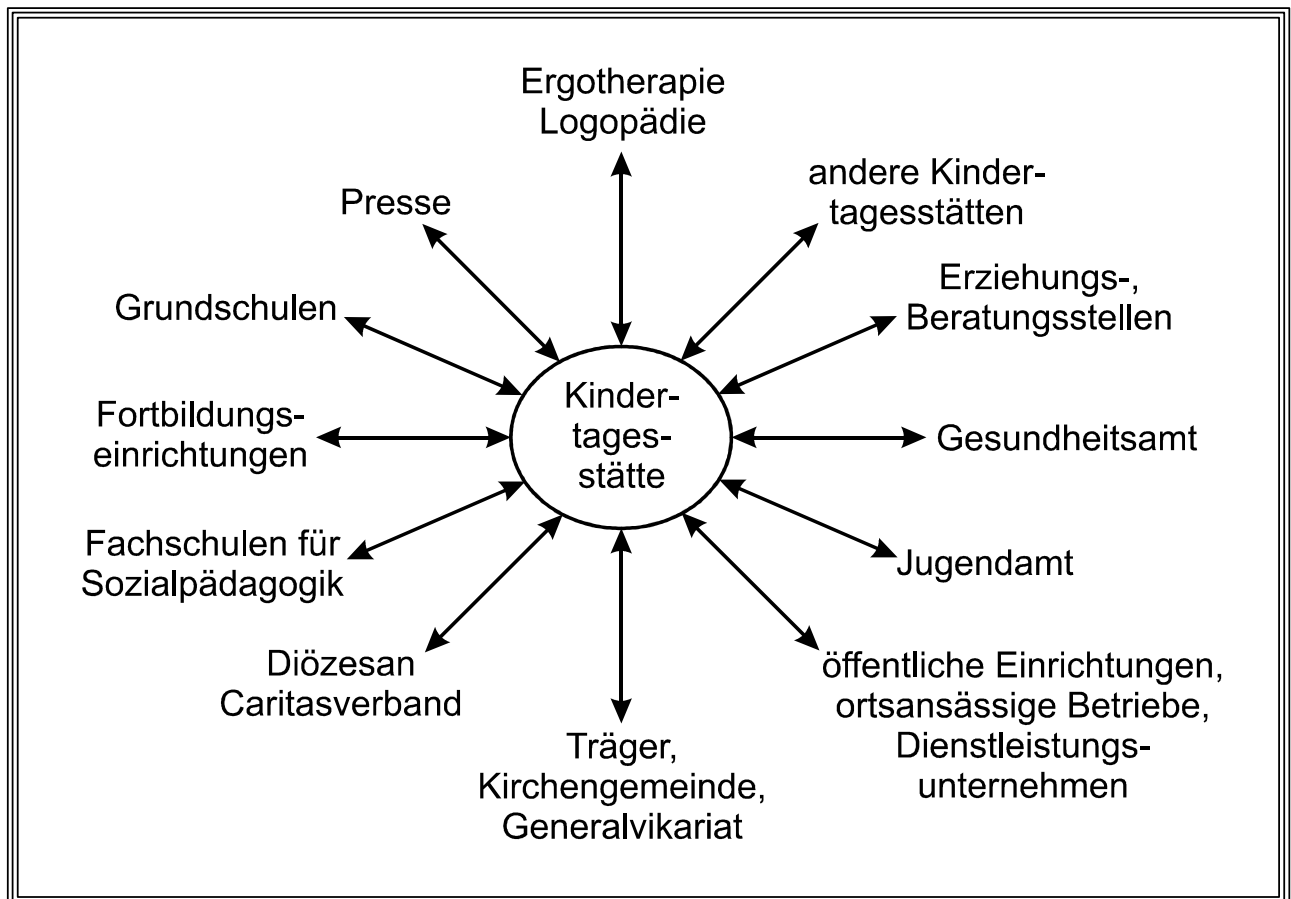 Ergotherapie
Logopädie
andere Kinder-
tagesstätten
Presse
Erziehungs-,
Beratungsstellen
Grundschulen
Kinder-
tages-
stätte
Fortbildungs-
einrichtungen
Gesundheitsamt
Fachschulen für
Sozialpädagogik
Jugendamt
Diözesan
Caritasverband
öffentliche Einrichtungen,
ortsansässige Betriebe,
Dienstleistungs-
unternehmen
Träger,
Kirchengemeinde,
Generalvikariat